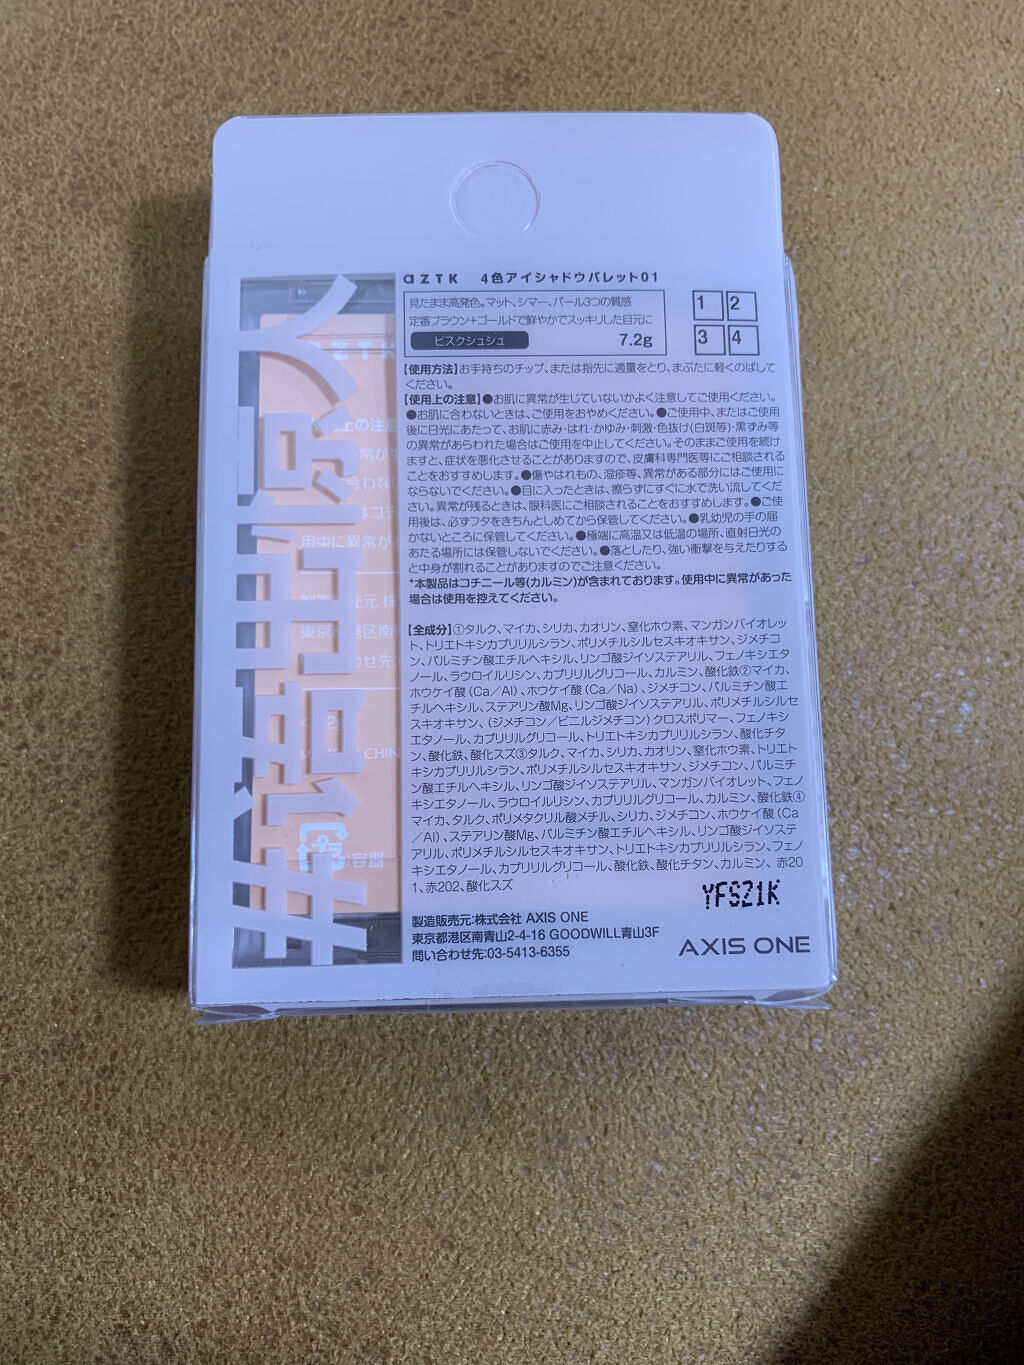 aZTK 4色アイシャドウパレット01
見たまま高発色。マット、シマー、パール3つの質感
定番ブラウン+ゴールドで鮮やかでスッキリした目元に
ビスクシュシュ 7.2g
1 2
3 4
【使用方法】お手持ちのチップ、または指先に適量をとり、まぶたに軽くのばして
ください。
【使用上の注意】●お肌に異常が生じていないかよく注意してご使用ください。
●お肌に合わないときは、ご使用をおやめください。●ご使用中、またはご使用
後に日光にあたって、お肌に赤み・はれ・かゆみ・刺激・色抜け(白斑等)・黒ずみ等
の異常があらわれた場合はご使用を中止してください。そのままご使用を続け
ますと、症状を悪化させることがありますので、皮膚科専門医等にご相談される
ことをおすすめします。●傷やはれもの、湿疹等、異常がある部分にはご使用に
ならないでください。●目に入ったときは、擦らずにすぐに水で洗い流してくだ
さい。異常が残るときは、眼科医にご相談されることをおすすめします。●ご使
用後は、必ずフタをきちんとしめてから保管してください。●乳幼児の手の届
かないところに保管してください。●極端に高温又は低温の場所、直射日光の
あたる場所には保管しないでください。●落としたり、強い衝撃を与えたりする
と中身が割れることがありますのでご注意ください。
*本製品はコチニール等(カルミン)が含まれております。使用中に異常があった
場合は使用を控えてください。
【全成分】①タルク、マイカ、シリカ、カオリン、窒化ホウ素、マンガンバイオレッ
ト、トリエトキシカプリリルシラン、ポリメチルシルセスキオキサン、ジメチコ
ン、パルミチン酸エチルヘキシル、リンゴ酸ジイソステアリル、フェノキシエタ
ノール、ラウロイルリシン、カプリリルグリコール、カルミン、酸化鉄②マイカ、
ホウケイ酸(Ca/Al)、ホウケイ酸(Ca/Na)、ジメチコン、パルミチン酸エ
チルヘキシル、ステアリン酸Mg、リンゴ酸ジイソステアリル、ポリメチルシルセ
スキオキサン、(ジメチコン/ビニルジメチコン)クロスポリマー、フェノキシ
エタノール、カプリリルグリコール、トリエトキシカプリリルシラン、酸化チタ
ン、酸化鉄、酸化スズ③タルク、マイカ、シリカ、カオリン、窒化ホウ素、トリエト
キシカプリリルシラン、ポリメチルシルセスキオキサン、ジメチコン、パルミチ
ン酸エチルヘキシル、リンゴ酸ジイソステアリル、マンガンバイオレット、フェノ
キシエタノール、ラウロイルリシン、カプリリルグリコール、カルミン、酸化鉄④
マイカ、タルク、ポリメタクリル酸メチル、シリカ、ジメチコン、ホウケイ酸(Ca
/Al)、ステアリン酸Mg、パルミチン酸エチルヘキシル、リンゴ酸ジイソステ
アリル、ポリメチルシルセスキオキサン、トリエトキシカプリリルシラン、フェノ
キシエタノール、カプリリルグリコール、酸化鉄、酸化チタン、カルミン、赤20
1、赤202、酸化スズ
YFS21K
製造販売元:株式会社 AXIS ONE
東京都港区南青山2-4-16 GOODWILL青山3F
問い合わせ先:03-5413-6355
AXIS ONE